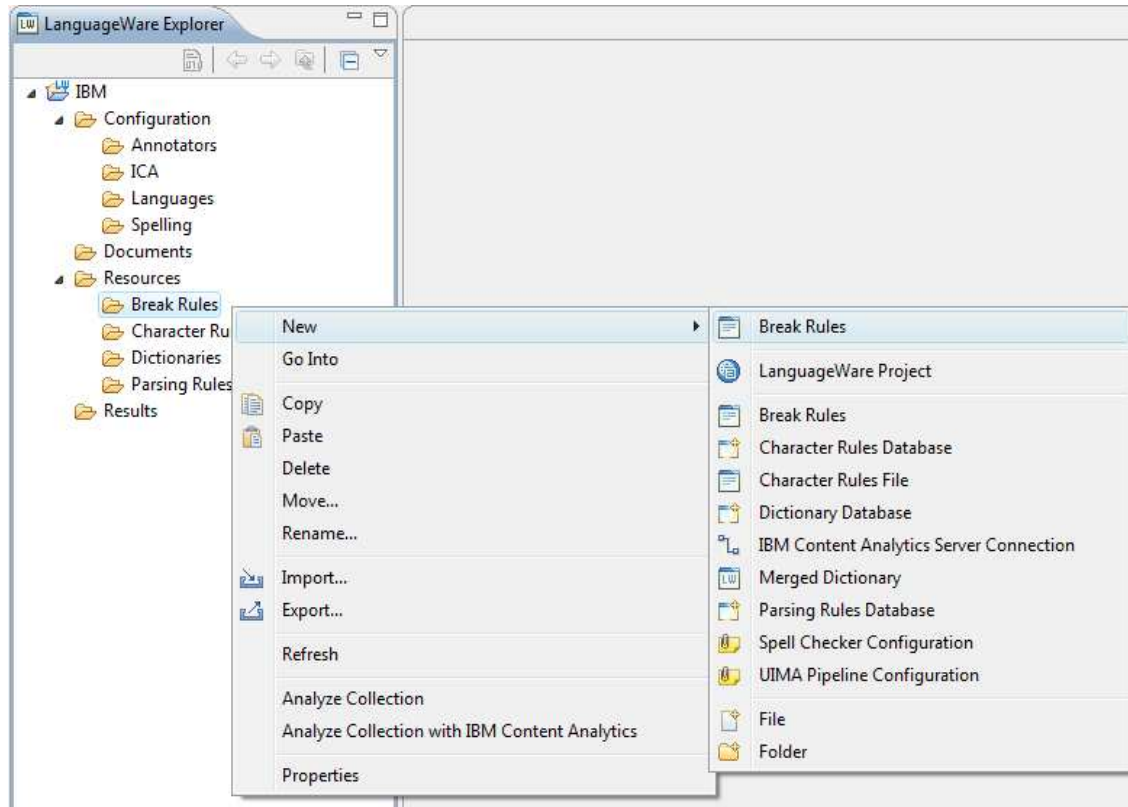 LanguageWare Explorer
IBM
Configuration
Annotators
ICA
Languages
Spelling
Documents
Resources
Break Rules
Character Ru
Dictionaries
Parsing Rules
Results
New
Go Into
Copy
Paste
Delete
Move...
Rename...
Import...
Export...
Refresh
Analyze Collection
Analyze Collection with IBM Content Analytics
Properties
Break Rules
LanguageWare Project
Break Rules
Character Rules Database
Character Rules File
Dictionary Database
IBM Content Analytics Server Connection
Merged Dictionary
Parsing Rules Database
Spell Checker Configuration
UIMA Pipeline Configuration
File
Folder